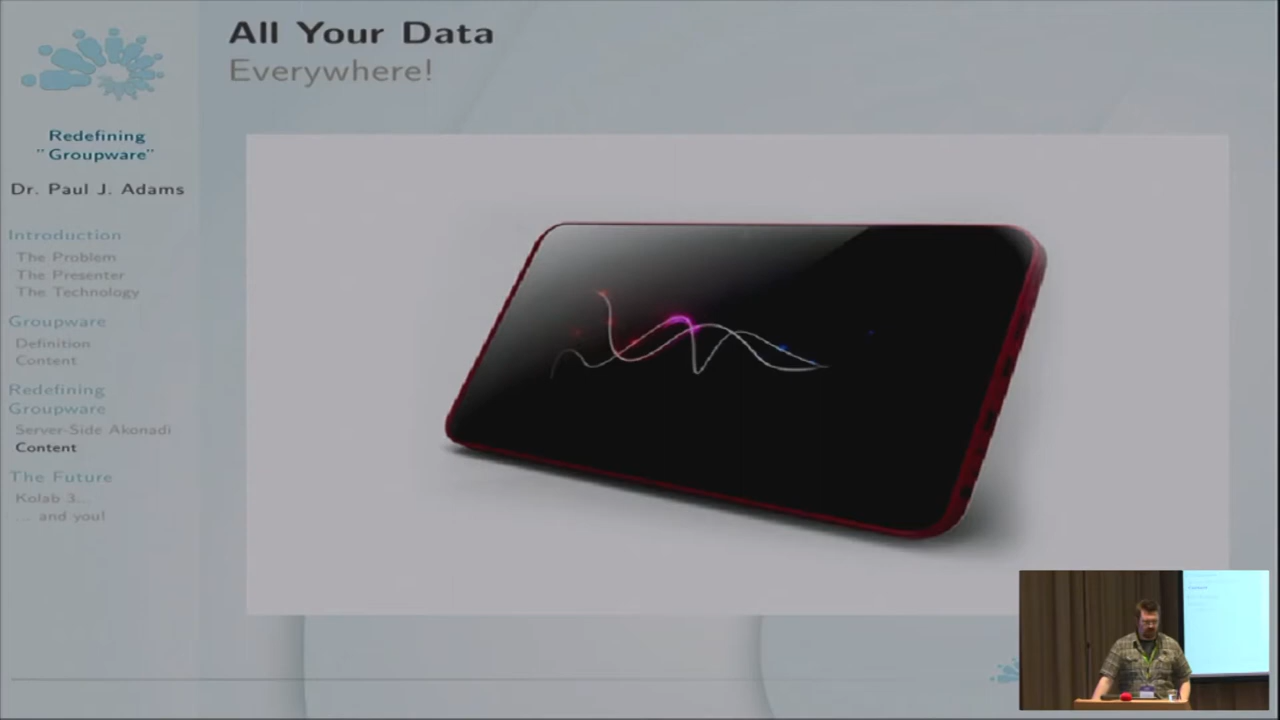 All Your Data
Everywhere!
Redefining
"Groupware"
Dr. Paul J. Adams
Introduction
The Problem
The Presenter
The Technology
Groupware
Definition
Content
Redefining
Groupware
Server-Side Akonadi
Content
The Future
Kolab 3...
... and you!